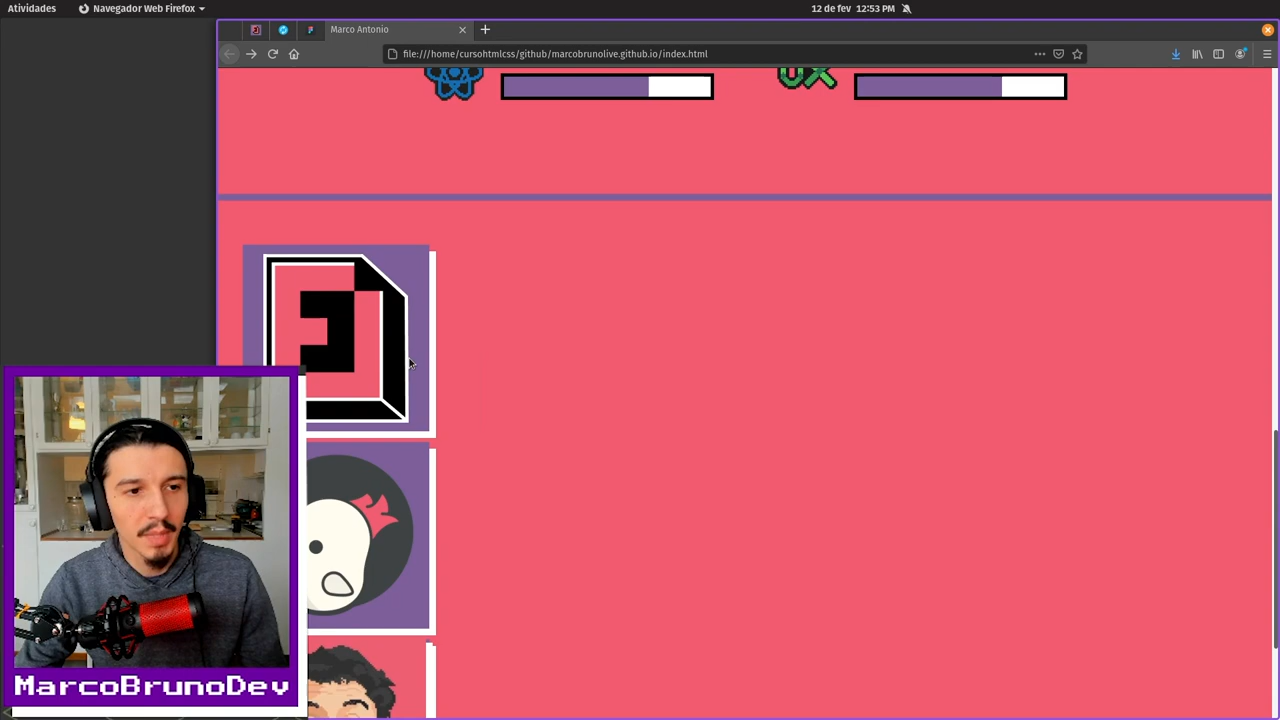 Atividades
Navegador Web Firefox
12 de fev 12:53 PM
Marco Antonio
file:///home/cursohtmlcss/github/marcobrunolive.github.io/index.html
UX
MarcoBrunoDev